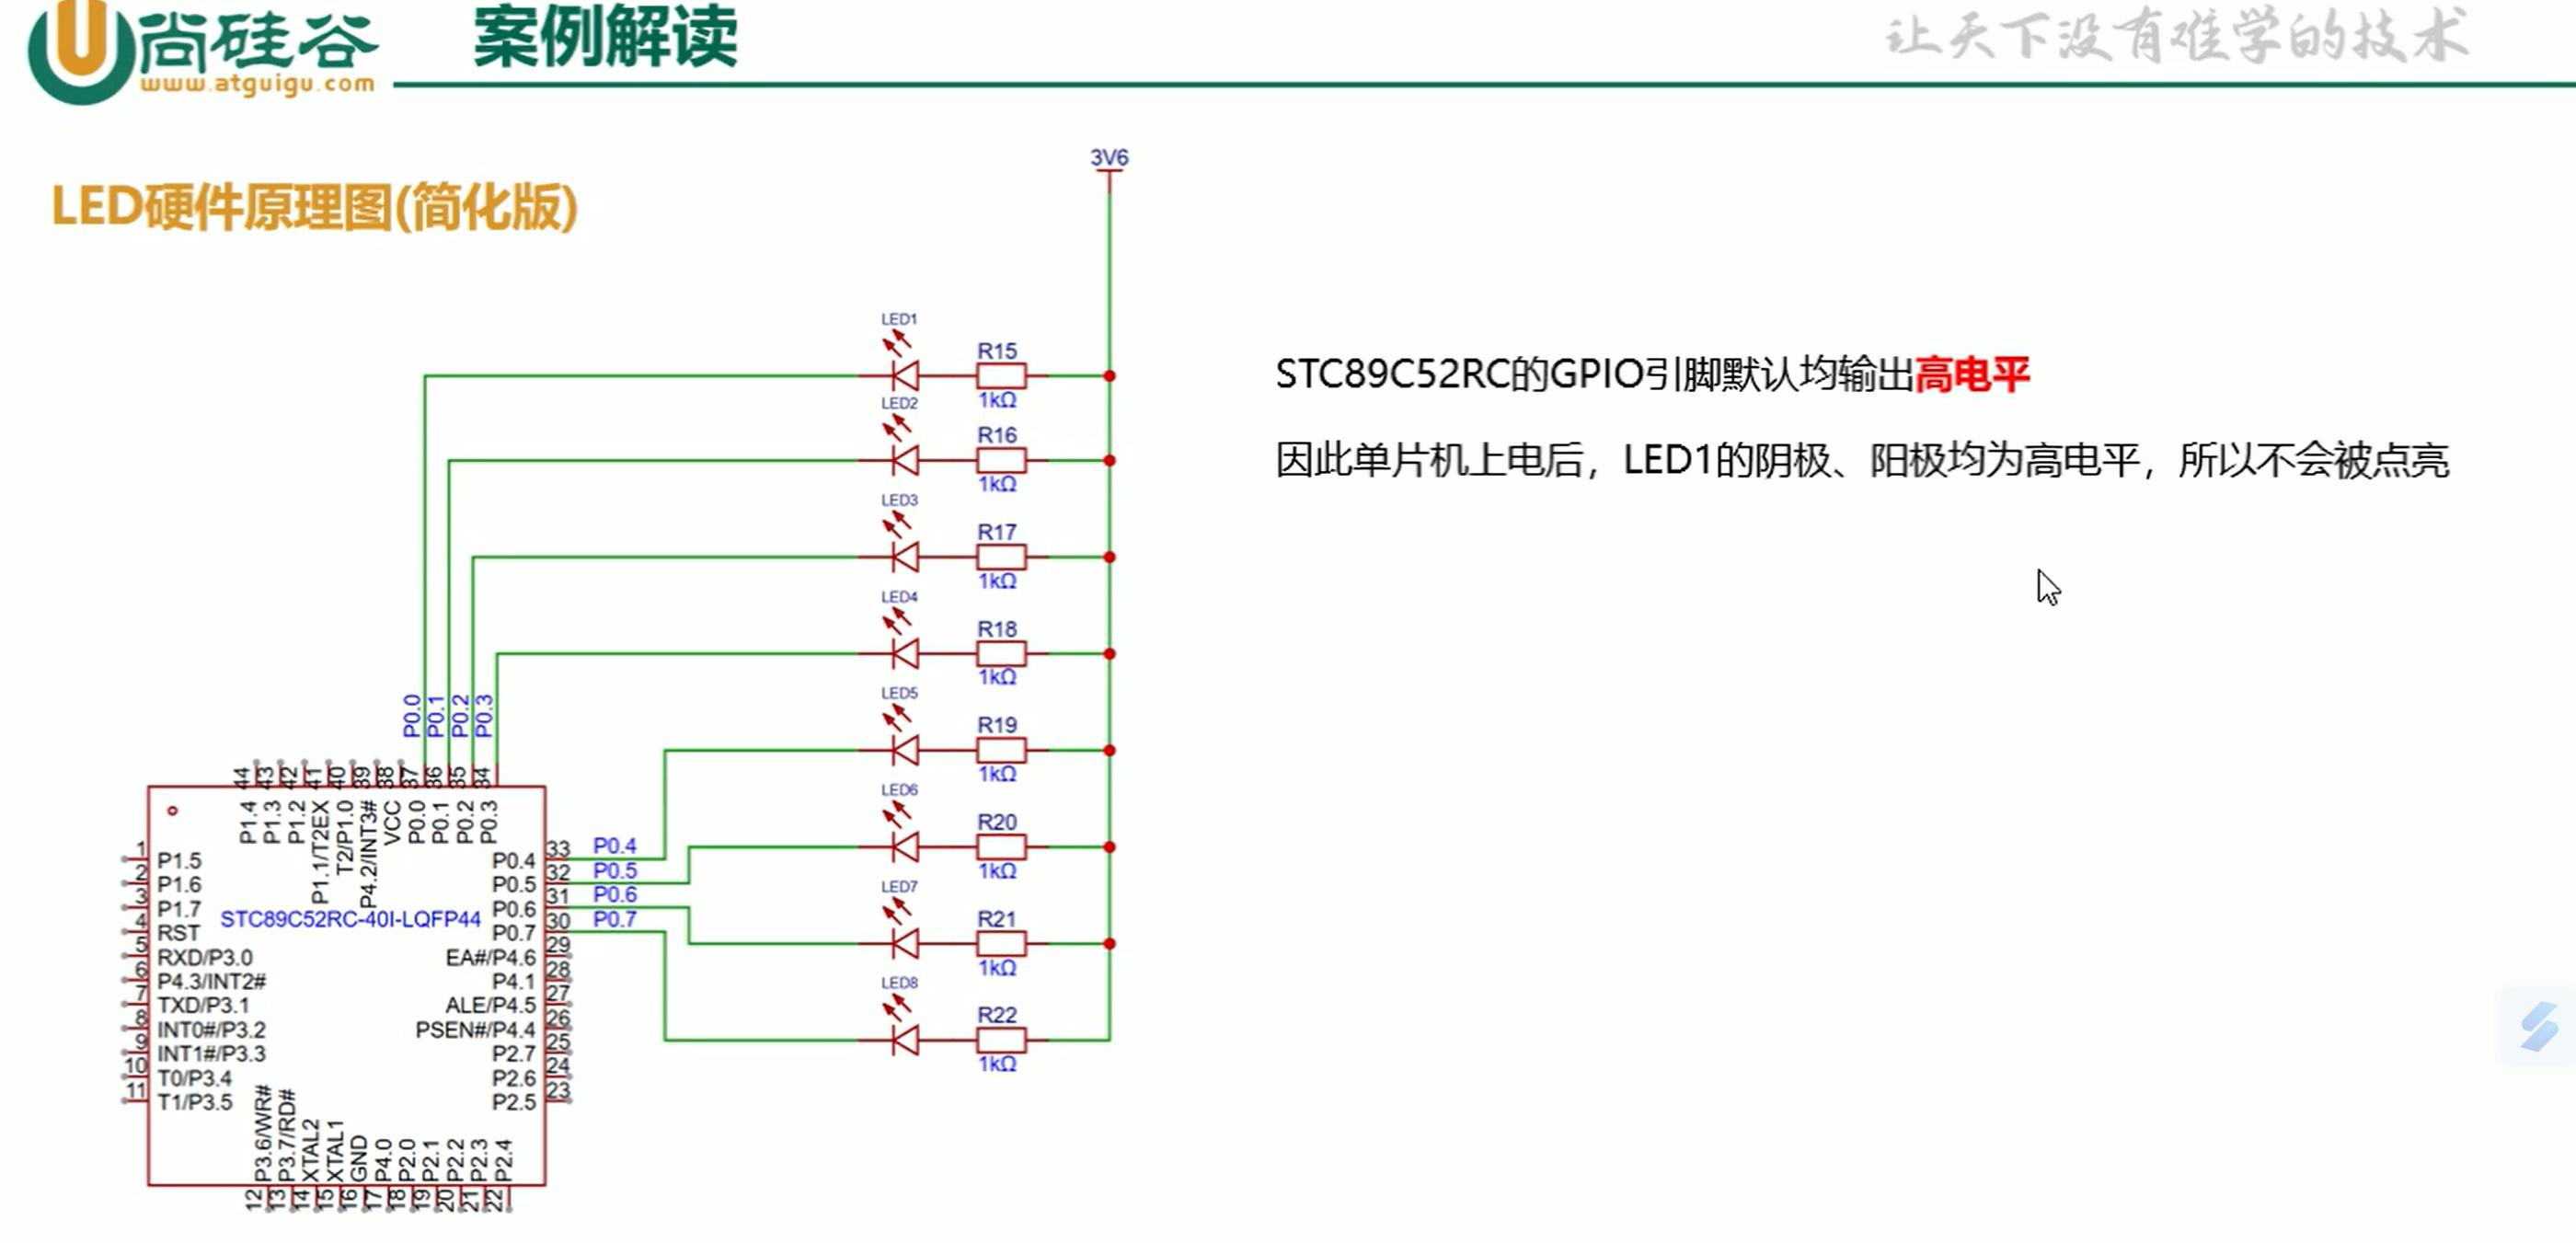 尚硅谷
www.atguigu.com
案例解读
让天下没有难学的技术
LED硬件原理图(简化版)
3V6
LED1
R15
1kΩ
LED2
R16
1kΩ
LED3
R17
1kΩ
LED4
R18
1kΩ
LED5
R19
1kΩ
LED6
R20
1kΩ
LED7
R21
1kΩ
LED8
R22
1kΩ
STC89C52RC的GPIO引脚默认均输出高电平
因此单片机上电后，LED1的阴极、阳极均为高电平，所以不会被点亮
P0.0
P0.1
P0.2
P0.3
44
43
42
41
40
39
38
37
36
35
34
P1.4
P1.3
P1.2
P1.1/T2EX
T2/P1.0
P4.2/INT3#
VCC
P0.0
P0.1
P0.2
P0.3
1 P1.5
2 P1.6
3 P1.7
4 RST
5 RXD/P3.0
6 P4.3/INT2#
7 TXD/P3.1
8 INT0#/P3.2
9 INT1#/P3.3
10 T0/P3.4
11 T1/P3.5
STC89C52RC-40I-LQFP44
P0.4 33 P0.4
P0.5 32 P0.5
P0.6 31 P0.6
P0.7 30 P0.7
EA#/P4.6 29
P4.1 28
ALE/P4.5 27
PSEN#/P4.4 26
P2.7 25
P2.6 24
P2.5 23
P3.6/WR#
P3.7/RD#
XTAL2
XTAL1
GND
P4.0
P2.0
P2.1
P2.2
P2.3
P2.4
12
13
14
15
16
17
18
19
20
21
22